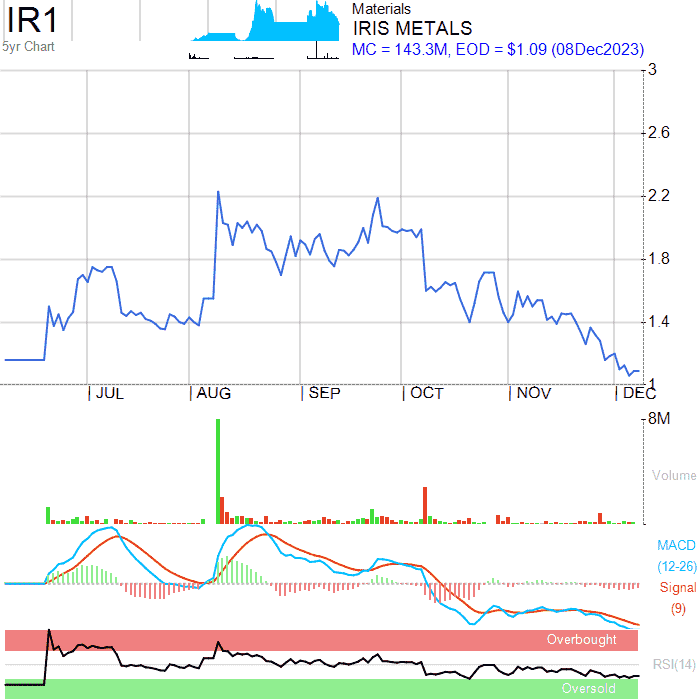 IR1
5yr Chart
Materials
IRIS METALS
MC = 143.3M, EOD = $1.09 (08Dec2023)
3
2.6
2.2
1.8
1.4
1
JUL AUG SEP OCT NOV DEC
8M
Volume
MACD
(12-26)
Signal
(9)
Overbought
RSI(14)
Oversold